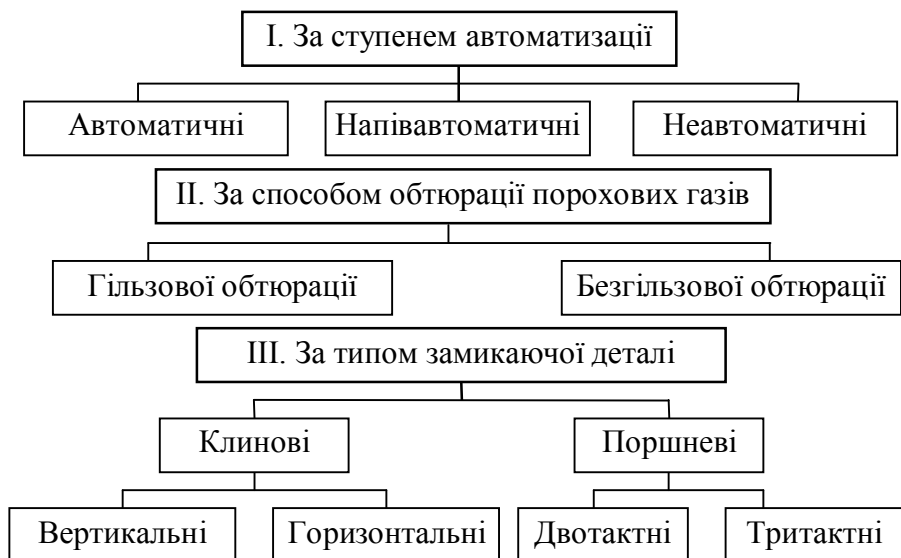 І. За ступенем автоматизації
Автоматичні
Напівавтоматичні
Неавтоматичні
ІІ. За способом обтюрації порохових газів
Гільзової обтюрації
Безгільзової обтюрації
ІІІ. За типом замикаючої деталі
Клинові
Поршневі
Вертикальні
Горизонтальні
Двотактні
Тритактні